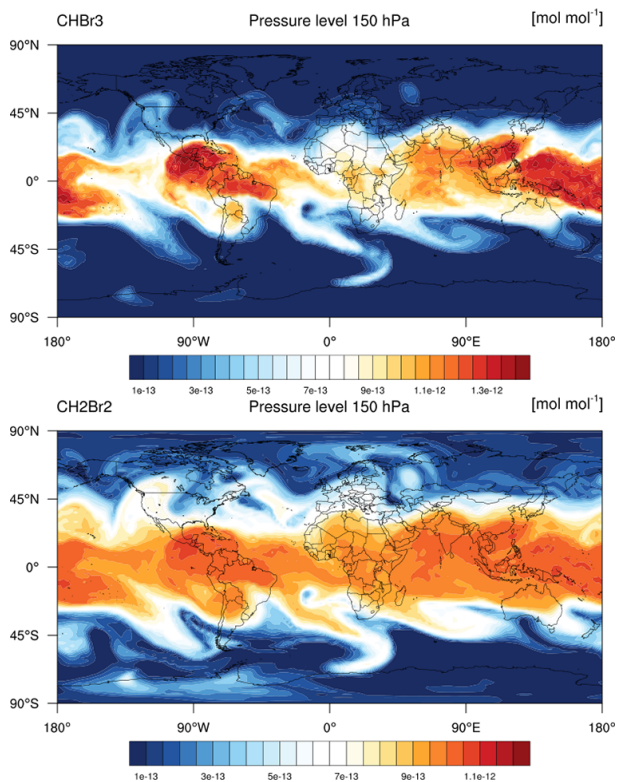 CHBr3 Pressure level 150 hPa [mol mol⁻¹]
90°N
45°N
0°
45°S
90°S
180° 90°W 0° 90°E 180°
1e-13 3e-13 5e-13 7e-13 9e-13 1.1e-12 1.3e-12
CH2Br2 Pressure level 150 hPa [mol mol⁻¹]
90°N
45°N
0°
45°S
90°S
180° 90°W 0° 90°E 180°
1e-13 3e-13 5e-13 7e-13 9e-13 1.1e-12